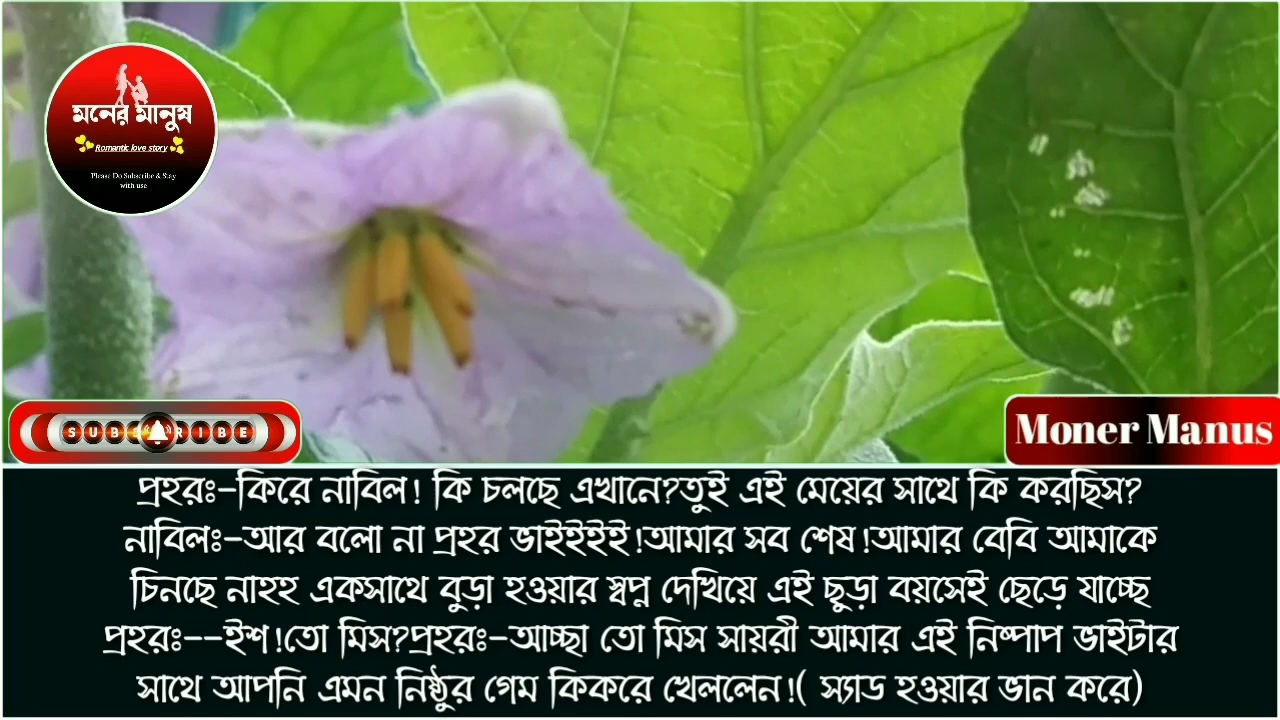 মনের মানুষ
Romantic love story
Please Do Subscribe & Stay
with use
SUBSCRIBE
Moner Manus
প্রহরঃ-কিরে নাবিল! কি চলছে এখানে?তুই এই মেয়ের সাথে কি করছিস?
নাবিলঃ-আর বলো না প্রহর ভাইইইই!আমার সব শেষ!আমার বেবি আমাকে
চিনছে নাহহ একসাথে বুড়া হওয়ার স্বপ্ন দেখিয়ে এই ছুড়া বয়সেই ছেড়ে যাচ্ছে
প্রহরঃ--ইশ!তো মিস?প্রহরঃ-আচ্ছা তো মিস সায়রী আমার এই নিষ্পাপ ভাইটার
সাথে আপনি এমন নিষ্ঠুর গেম কিকরে খেললেন!( স্যাড হওয়ার ভান করে)